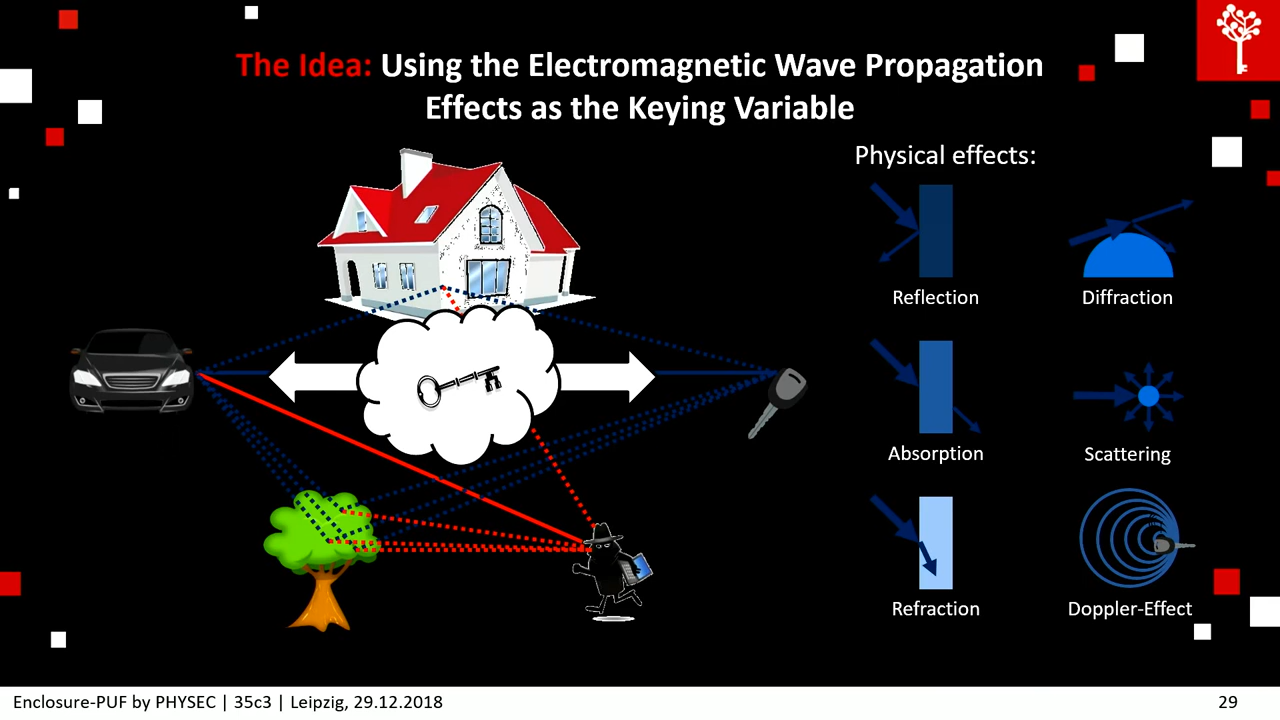 The Idea: Using the Electromagnetic Wave Propagation
Effects as the Keying Variable
Physical effects:
Reflection
Diffraction
Absorption
Scattering
Refraction
Doppler-Effect
Enclosure-PUF by PHYSEC | 35c3 | Leipzig, 29.12.2018
29